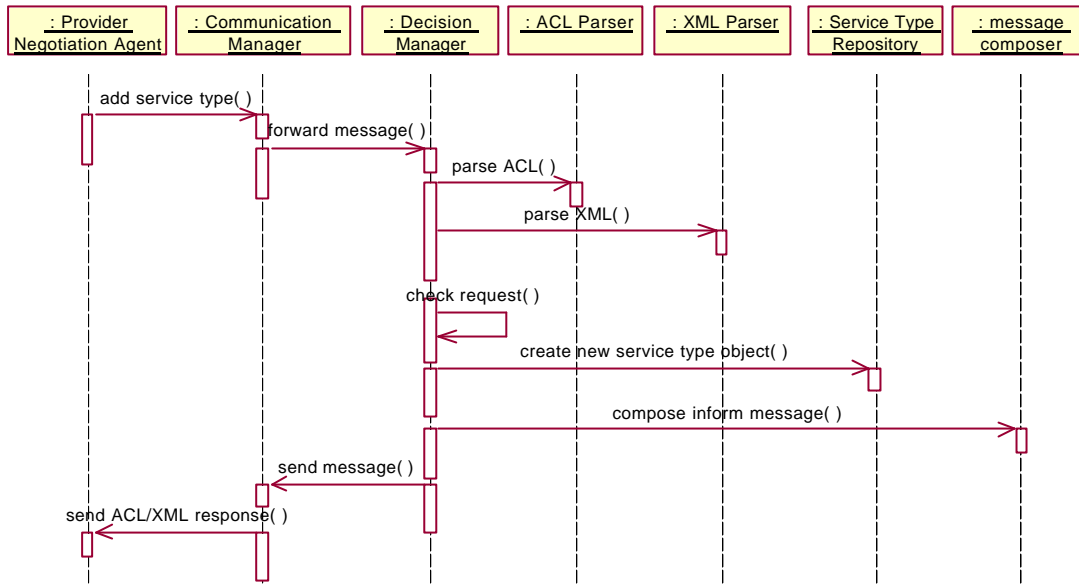 : Provider
Negotiation Agent
: Communication
Manager
: Decision
Manager
: ACL Parser
: XML Parser
: Service Type
Repository
: message
composer
add service type( )
forward message( )
parse ACL( )
parse XML( )
check request( )
create new service type object( )
compose inform message( )
send message( )
send ACL/XML response( )